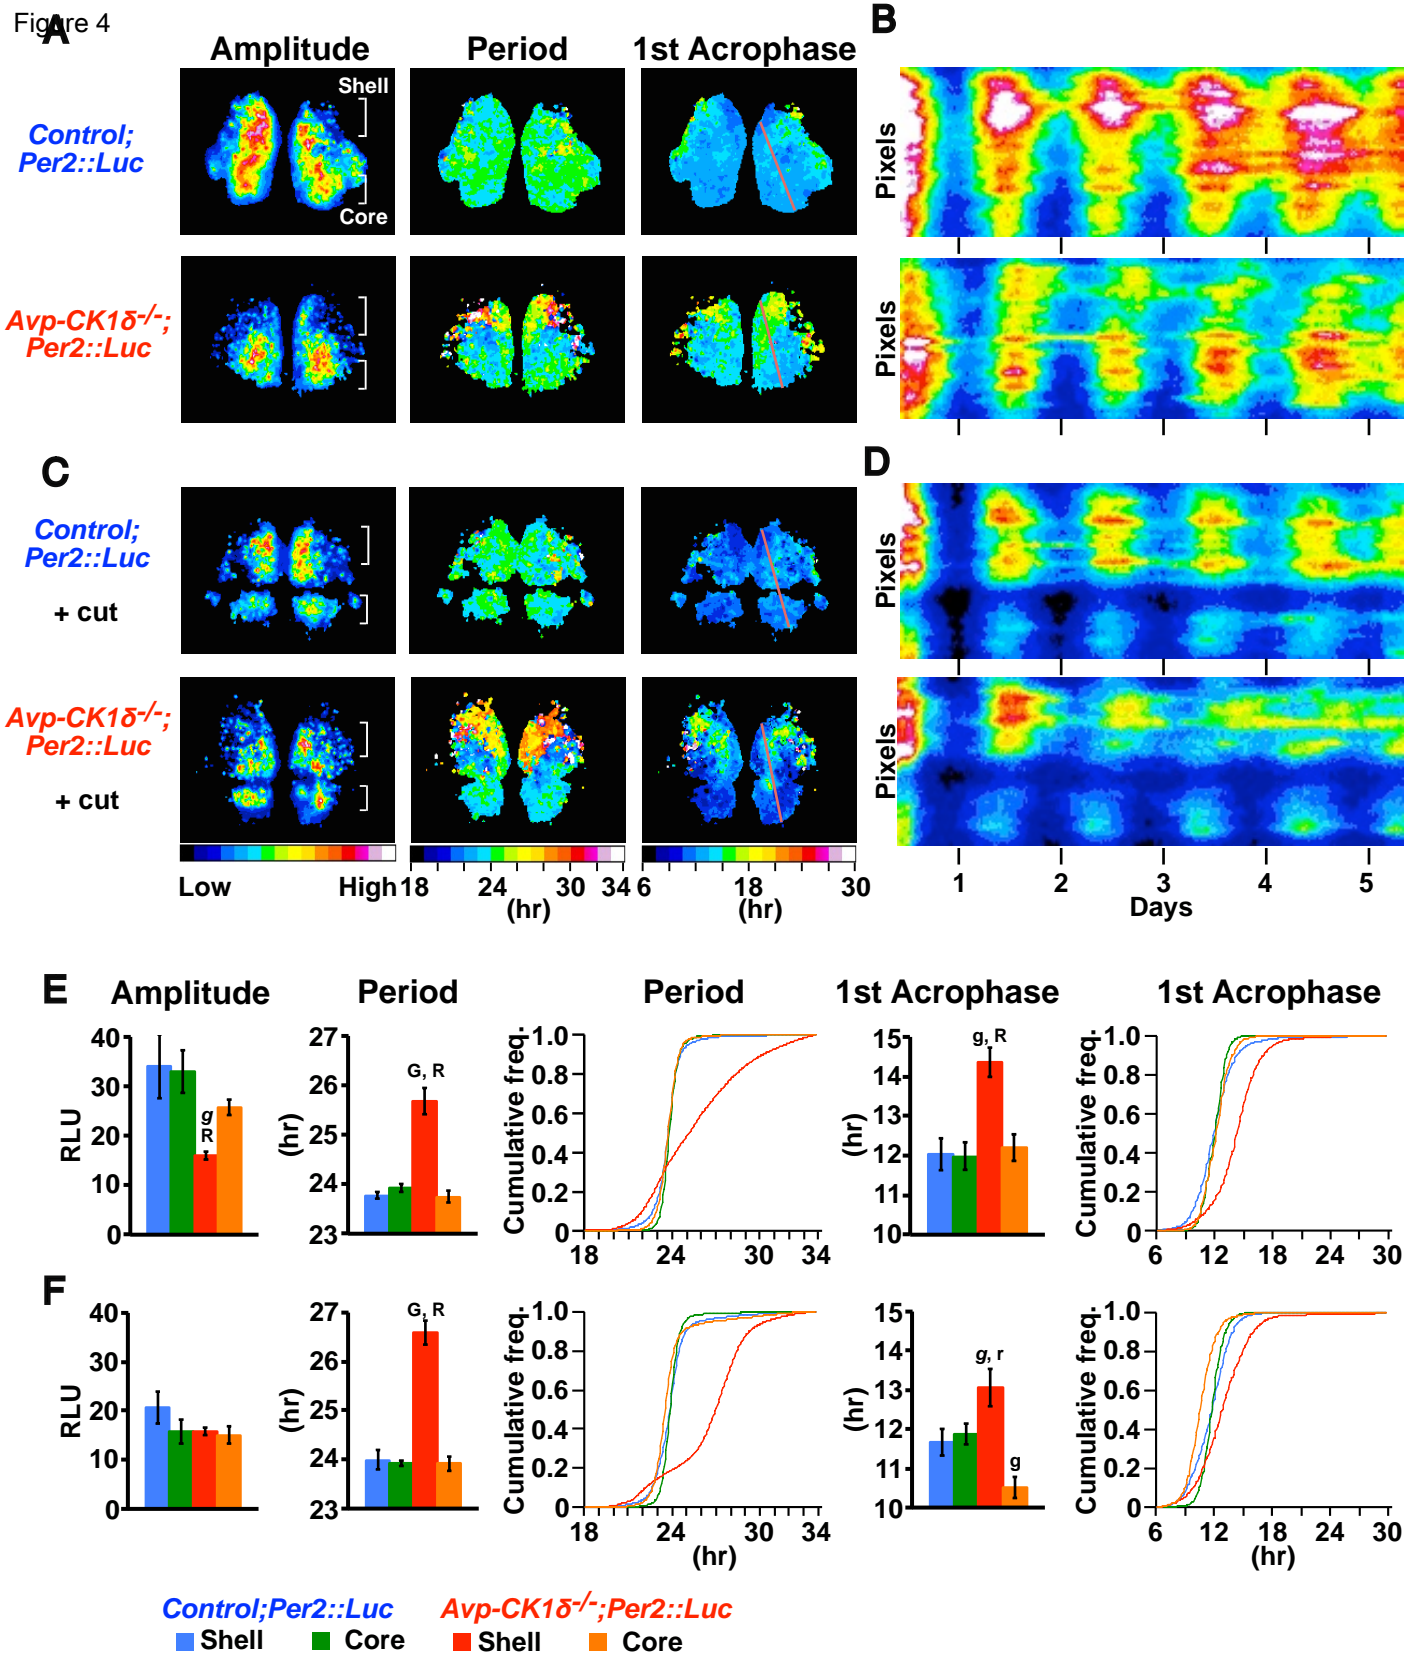 Figure 4
A
B
Amplitude Period 1st Acrophase
Shell
Core
Control;
Per2::Luc
Pixels
Avp-CK1δ-/-;
Per2::Luc
Pixels
C
D
Control;
Per2::Luc
+ cut
Pixels
Avp-CK1δ-/-;
Per2::Luc
+ cut
Pixels
Low High 18 24 30 34 6 18 30
(hr) (hr)
1 2 3 4 5
Days
E
Amplitude Period Period 1st Acrophase 1st Acrophase
RLU
40
30
20
10
0
g
R
(hr)
27
26
25
24
23
G, R
Cumulative freq.
1.0
0.8
0.6
0.4
0.2
0
18 24 30 34
(hr)
15
14
13
12
11
10
g, R
Cumulative freq.
1.0
0.8
0.6
0.4
0.2
0
6 12 18 24 30
F
RLU
40
30
20
10
0
(hr)
27
26
25
24
23
G, R
Cumulative freq.
1.0
0.8
0.6
0.4
0.2
0
18 24 30 34
(hr)
(hr)
15
14
13
12
11
10
g, r
g
Cumulative freq.
1.0
0.8
0.6
0.4
0.2
0
6 12 18 24 30
(hr)
Control;Per2::Luc Avp-CK1δ-/-;Per2::Luc
Shell Core Shell Core